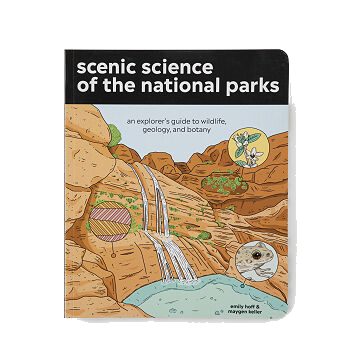 scenic science
of the national parks
an explorer's guide to wildlife,
geology, and botany
emily hoff &
maygen keller